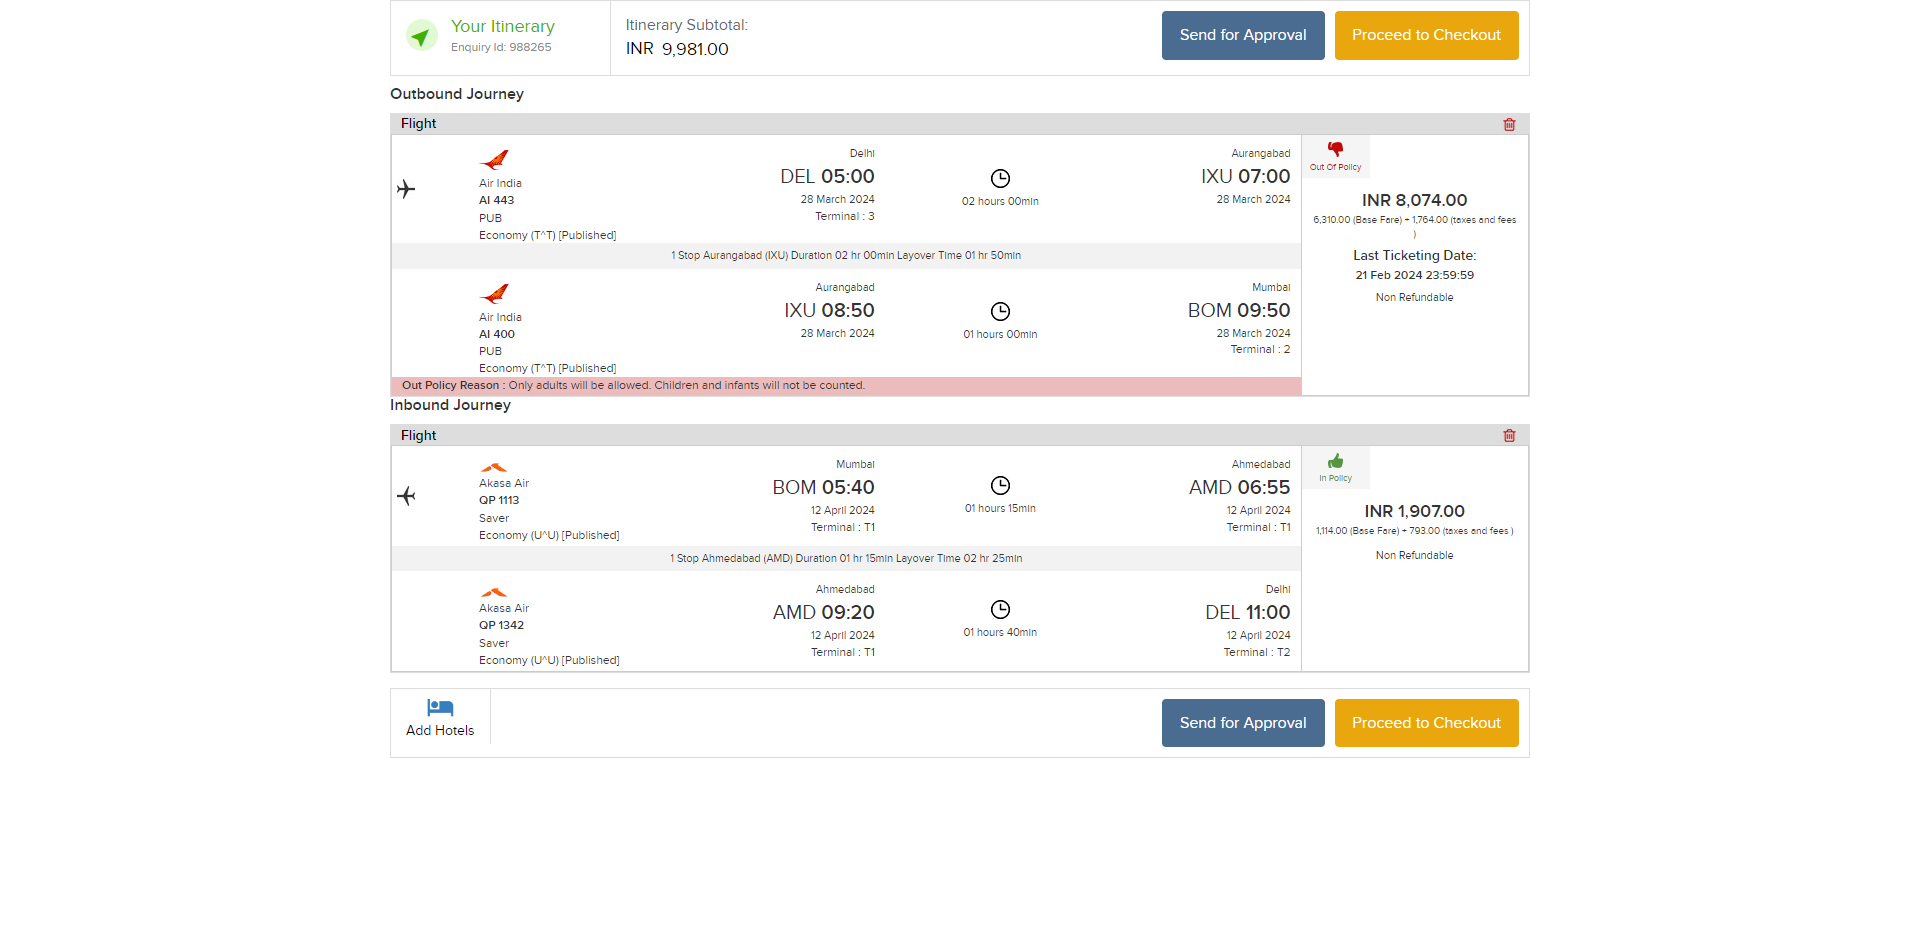 Your Itinerary
Enquiry Id: 988265
Itinerary Subtotal:
INR 9,981.00
Send for Approval
Proceed to Checkout
Outbound Journey
Flight
Air India
AI 443
PUB
Economy (T^T) [Published]
Delhi
DEL 05:00
28 March 2024
Terminal : 3
02 hours 00min
Aurangabad
IXU 07:00
28 March 2024
Out Of Policy
INR 8,074.00
6,310.00 (Base Fare) + 1,764.00 (taxes and fees
)
Last Ticketing Date:
21 Feb 2024 23:59:59
Non Refundable
1 Stop Aurangabad (IXU) Duration 02 hr 00min Layover Time 01 hr 50min
Air India
AI 400
PUB
Economy (T^T) [Published]
Aurangabad
IXU 08:50
28 March 2024
01 hours 00min
Mumbai
BOM 09:50
28 March 2024
Terminal : 2
Out Policy Reason : Only adults will be allowed. Children and infants will not be counted.
Inbound Journey
Flight
Akasa Air
QP 1113
Saver
Economy (U^U) [Published]
Mumbai
BOM 05:40
12 April 2024
Terminal : T1
01 hours 15min
Ahmedabad
AMD 06:55
12 April 2024
Terminal : T1
In Policy
INR 1,907.00
1,114.00 (Base Fare) + 793.00 (taxes and fees )
Non Refundable
1 Stop Ahmedabad (AMD) Duration 01 hr 15min Layover Time 02 hr 25min
Akasa Air
QP 1342
Saver
Economy (U^U) [Published]
Ahmedabad
AMD 09:20
12 April 2024
Terminal : T1
01 hours 40min
Delhi
DEL 11:00
12 April 2024
Terminal : T2
Add Hotels
Send for Approval
Proceed to Checkout